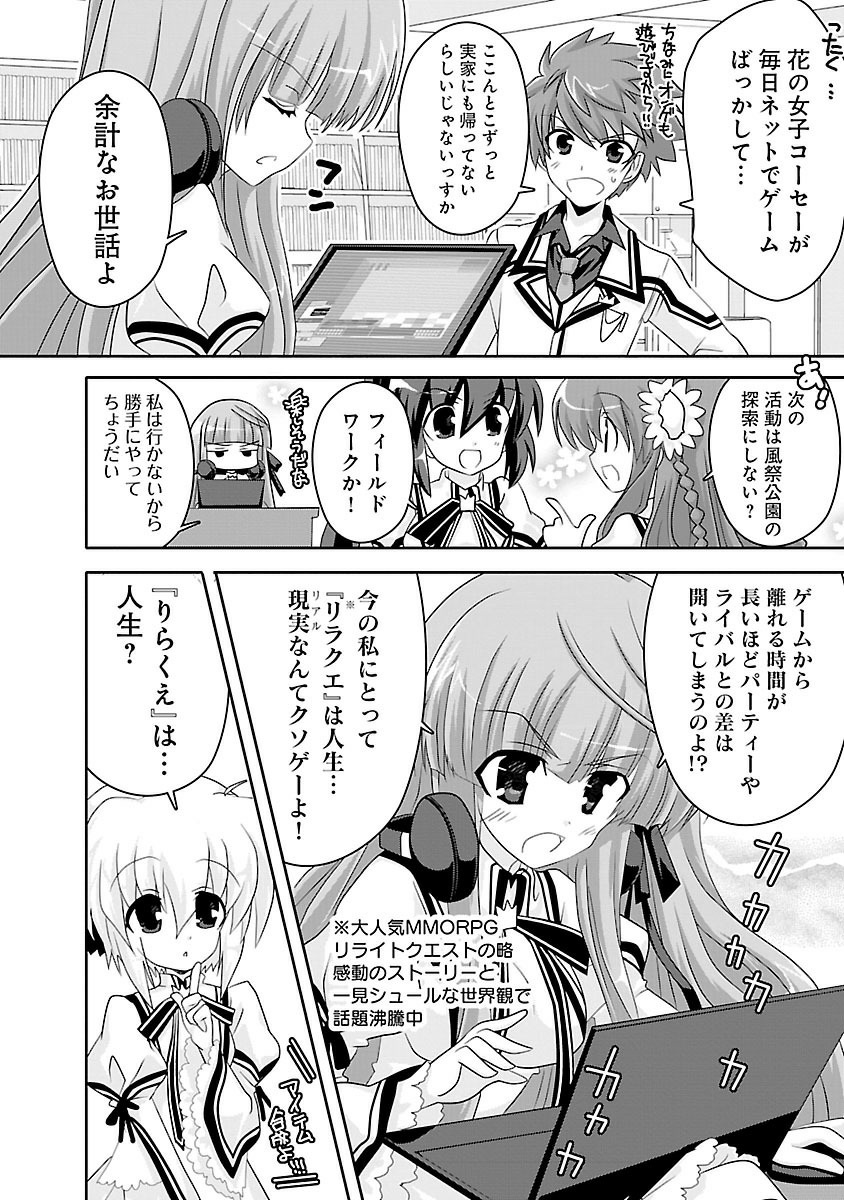 ったく…
花の女子コーセーが
毎日ネットでゲーム
ばっかして…
ちなみにオレも
遊びですから!!
ここんとこずっと
実家にも帰ってない
らしいじゃないっすか
余計なお世話よ
あ!
次の
活動は風祭公園の
探索にしない?
フィールド
ワークか!
楽しそうだな
私は行かないから
勝手にやって
ちょうだい
ゲームから
離れる時間が
長いほどパーティーや
ライバルとの差は
開いてしまうのよ!?
今の私にとって
『リラクエ』は人生…
※
現実なんてクソゲーよ!
リアル
カカカカ
カカカ
※大人気MMORPG
リライトクエストの略
感動のストーリーと
一見シュールな世界観で
話題沸騰中
『りらくえ』は…
人生?
アイテム
合成よ!!!